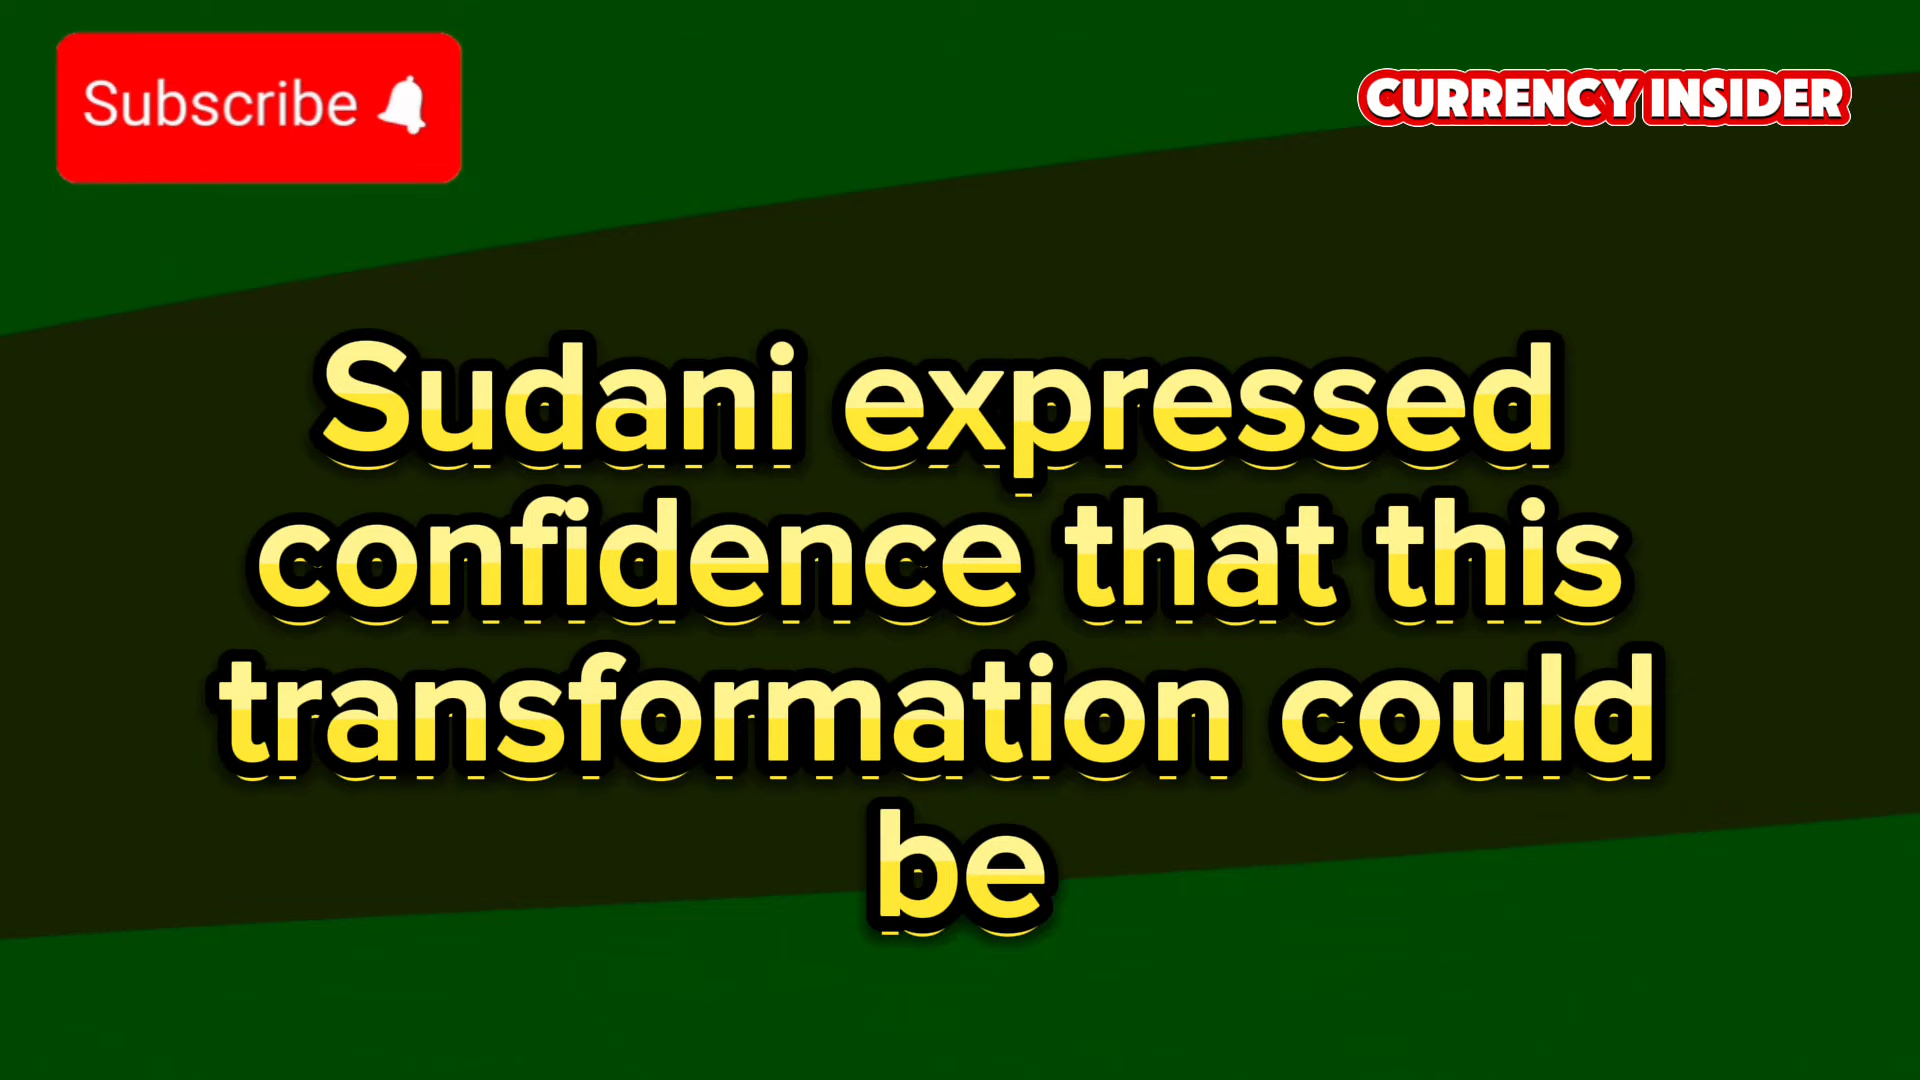 Subscribe
CURRENCY INSIDER
Sudani expressed
confidence that this
transformation could
be